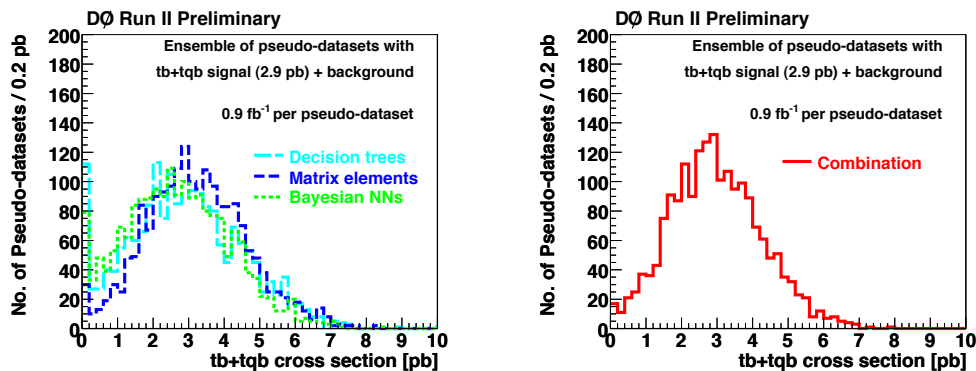 DØ Run II Preliminary
No. of Pseudo-datasets / 0.2 pb
200
180
160
140
120
100
80
60
40
20
0
Ensemble of pseudo-datasets with
tb+tqb signal (2.9 pb) + background
0.9 fb⁻¹ per pseudo-dataset
Decision trees
Matrix elements
Bayesian NNs
0 1 2 3 4 5 6 7 8 9 10
tb+tqb cross section [pb]
DØ Run II Preliminary
No. of Pseudo-datasets / 0.2 pb
200
180
160
140
120
100
80
60
40
20
0
Ensemble of pseudo-datasets with
tb+tqb signal (2.9 pb) + background
0.9 fb⁻¹ per pseudo-dataset
Combination
0 1 2 3 4 5 6 7 8 9 10
tb+tqb cross section [pb]